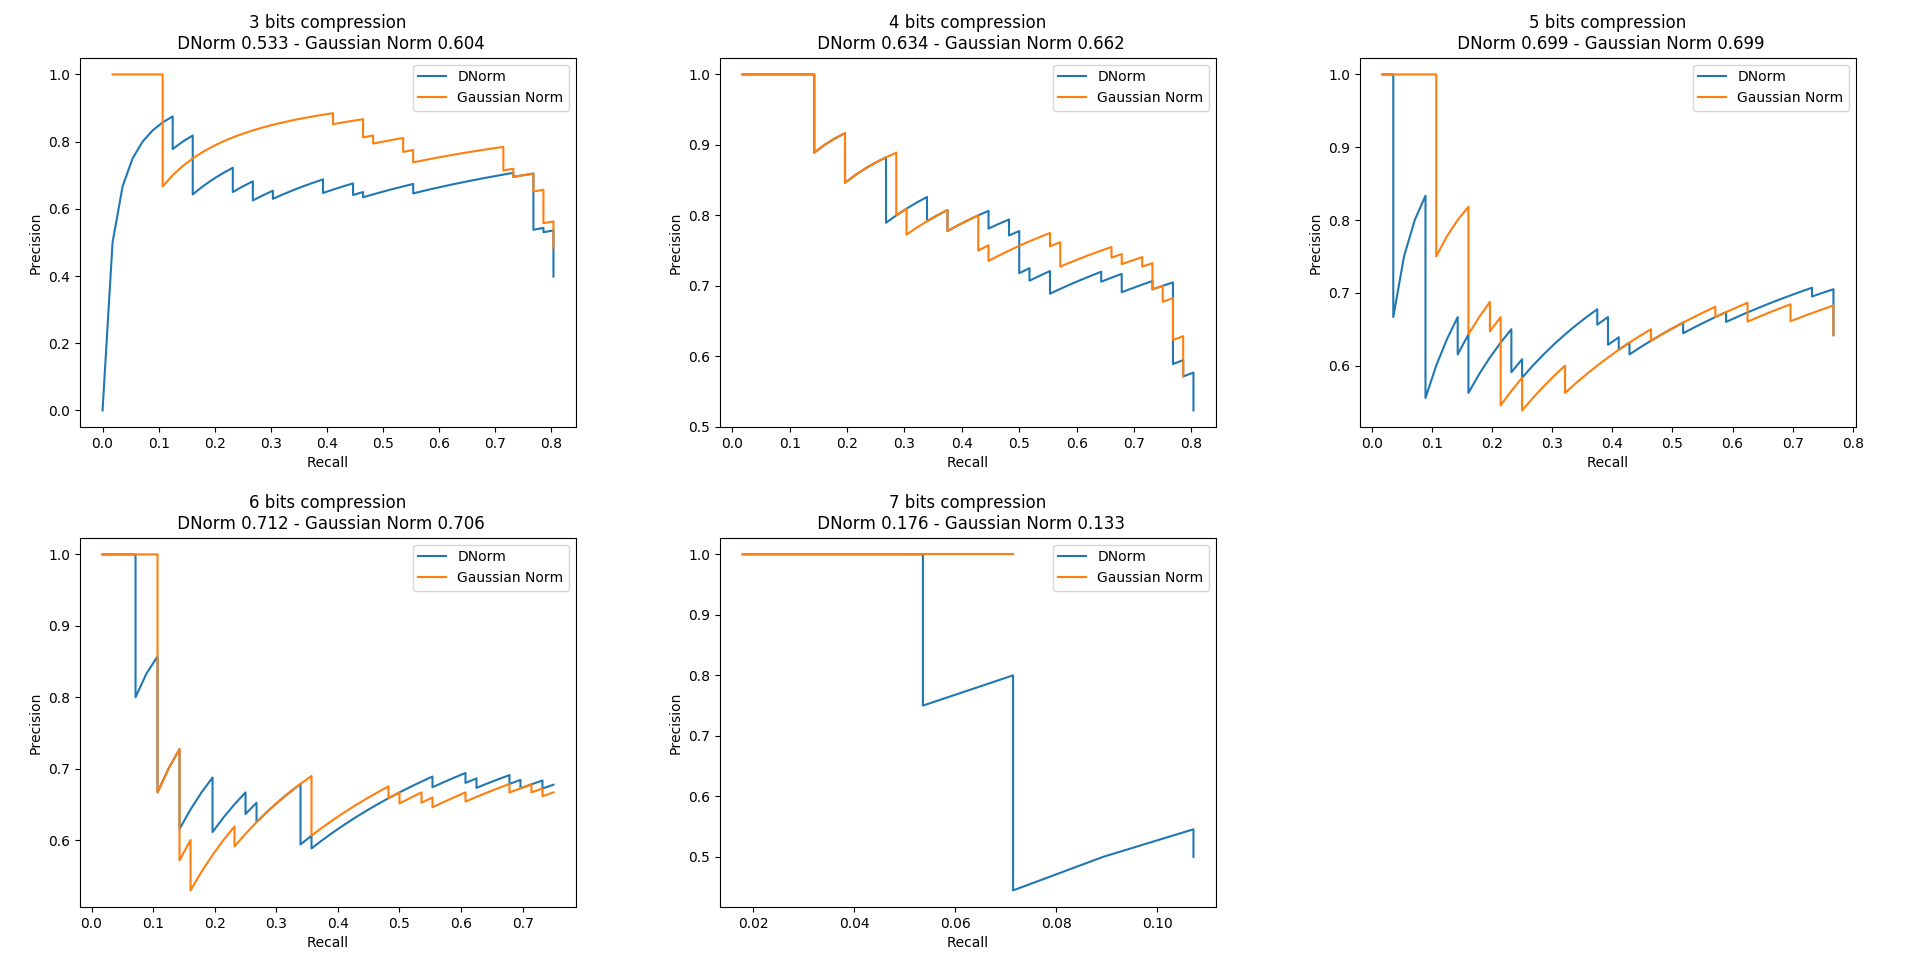 3 bits compression
DNorm 0.533 - Gaussian Norm 0.604
DNorm
Gaussian Norm
1.0
0.8
0.6
0.4
0.2
0.0
Precision
0.0 0.1 0.2 0.3 0.4 0.5 0.6 0.7 0.8
Recall
4 bits compression
DNorm 0.634 - Gaussian Norm 0.662
DNorm
Gaussian Norm
1.0
0.9
0.8
0.7
0.6
0.5
Precision
0.0 0.1 0.2 0.3 0.4 0.5 0.6 0.7 0.8
Recall
5 bits compression
DNorm 0.699 - Gaussian Norm 0.699
DNorm
Gaussian Norm
1.0
0.9
0.8
0.7
0.6
Precision
0.0 0.1 0.2 0.3 0.4 0.5 0.6 0.7 0.8
Recall
6 bits compression
DNorm 0.712 - Gaussian Norm 0.706
DNorm
Gaussian Norm
1.0
0.9
0.8
0.7
0.6
Precision
0.0 0.1 0.2 0.3 0.4 0.5 0.6 0.7
Recall
7 bits compression
DNorm 0.176 - Gaussian Norm 0.133
DNorm
Gaussian Norm
1.0
0.9
0.8
0.7
0.6
0.5
Precision
0.02 0.04 0.06 0.08 0.10
Recall